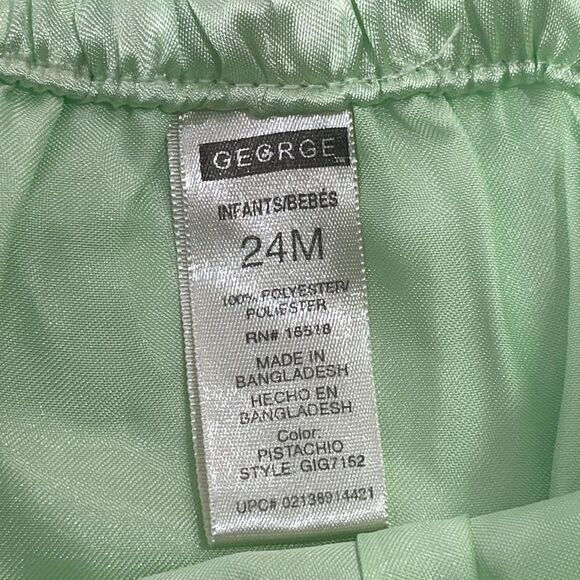 GEORGE
INFANTS/BEBÉS
24M
100% POLYESTER/
POLIESTER
RN# 15518
MADE IN
BANGLADESH
HECHO EN
BANGLADESH
Color:
PISTACHIO
STYLE: GIG7152
UPC# 02138914421